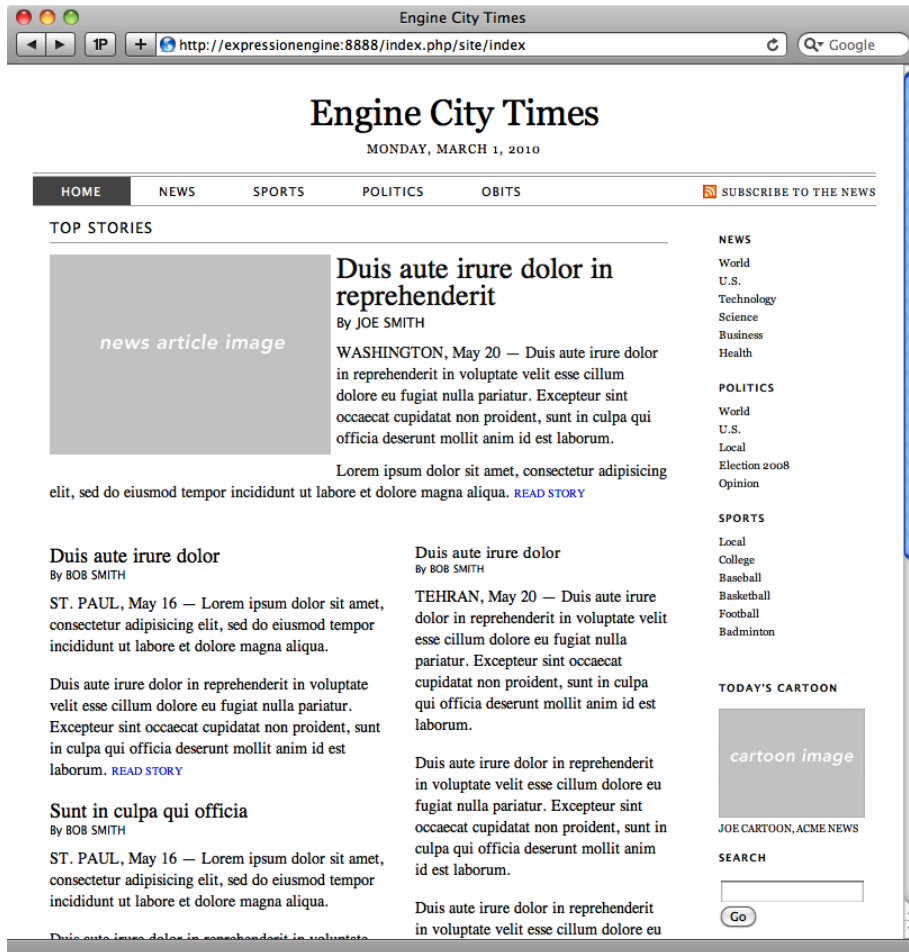 Engine City Times
1P
+
http://expressionengine:8888/index.php/site/index
Google
Engine City Times
MONDAY, MARCH 1, 2010
HOME NEWS SPORTS POLITICS OBITS SUBSCRIBE TO THE NEWS
TOP STORIES
news article image
Duis aute irure dolor in
reprehenderit
By JOE SMITH
WASHINGTON, May 20 — Duis aute irure dolor
in reprehenderit in voluptate velit esse cillum
dolore eu fugiat nulla pariatur. Excepteur sint
occaecat cupidatat non proident, sunt in culpa qui
officia deserunt mollit anim id est laborum.
Lorem ipsum dolor sit amet, consectetur adipisicing
elit, sed do eiusmod tempor incididunt ut labore et dolore magna aliqua. READ STORY
Duis aute irure dolor
By BOB SMITH
ST. PAUL, May 16 — Lorem ipsum dolor sit amet,
consectetur adipisicing elit, sed do eiusmod tempor
incididunt ut labore et dolore magna aliqua.
Duis aute irure dolor in reprehenderit in voluptate
velit esse cillum dolore eu fugiat nulla pariatur.
Excepteur sint occaecat cupidatat non proident, sunt
in culpa qui officia deserunt mollit anim id est
laborum. READ STORY
Sunt in culpa qui officia
By BOB SMITH
ST. PAUL, May 16 — Lorem ipsum dolor sit amet,
consectetur adipisicing elit, sed do eiusmod tempor
incididunt ut labore et dolore magna aliqua.
Duis aute irure dolor in reprehenderit in voluptate
Duis aute irure dolor
By BOB SMITH
TEHRAN, May 20 — Duis aute irure
dolor in reprehenderit in voluptate velit
esse cillum dolore eu fugiat nulla
pariatur. Excepteur sint occaecat
cupidatat non proident, sunt in culpa
qui officia deserunt mollit anim id est
laborum.
Duis aute irure dolor in reprehenderit
in voluptate velit esse cillum dolore eu
fugiat nulla pariatur. Excepteur sint
occaecat cupidatat non proident, sunt in
culpa qui officia deserunt mollit anim
id est laborum.
Duis aute irure dolor in reprehenderit
in voluptate velit esse cillum dolore eu
NEWS
World
U.S.
Technology
Science
Business
Health
POLITICS
World
U.S.
Local
Election 2008
Opinion
SPORTS
Local
College
Baseball
Basketball
Football
Badminton
TODAY'S CARTOON
cartoon image
JOE CARTOON, ACME NEWS
SEARCH
Go